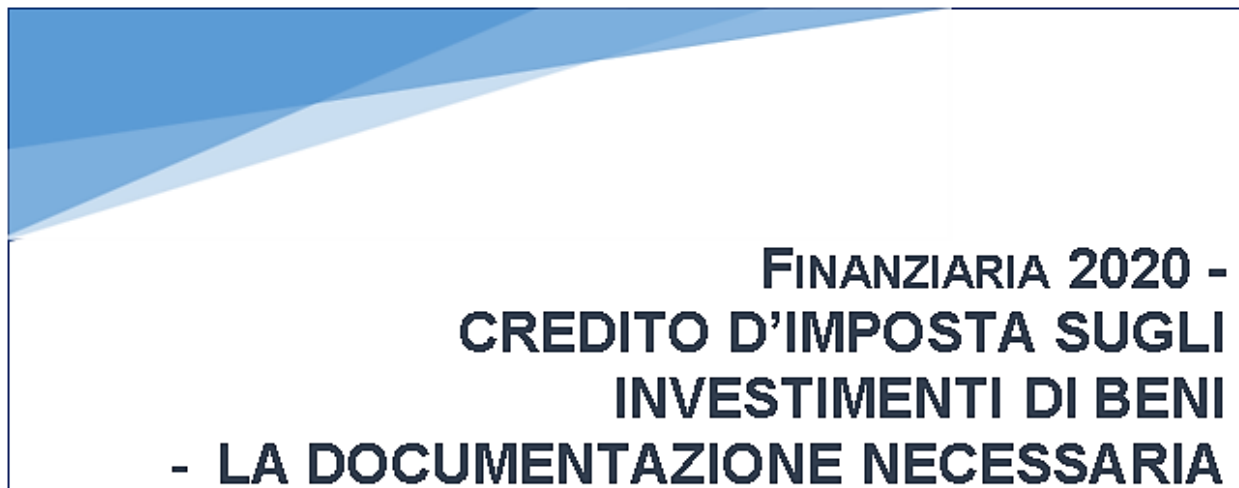 FINANZIARIA 2020 -
CREDITO D'IMPOSTA SUGLI
INVESTIMENTI DI BENI
- LA DOCUMENTAZIONE NECESSARIA